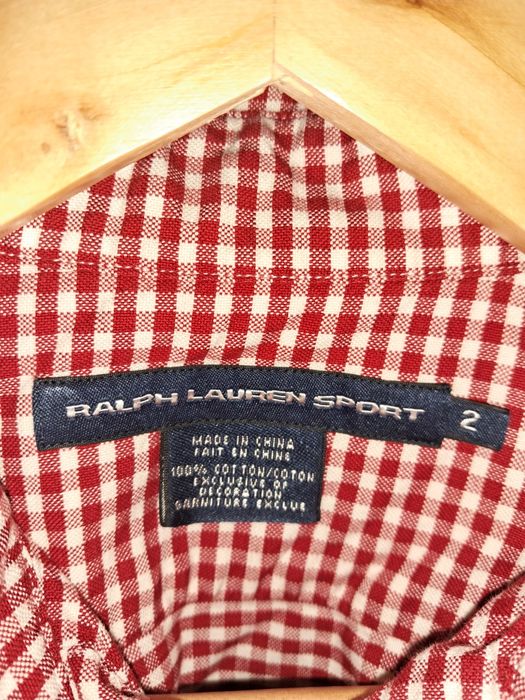 RALPH LAUREN SPORT 2
MADE IN CHINA
FAIT EN CHINE
100% COTTON/COTON
EXCLUSIVE OF
DECORATION
GARNITURE EXCLUE